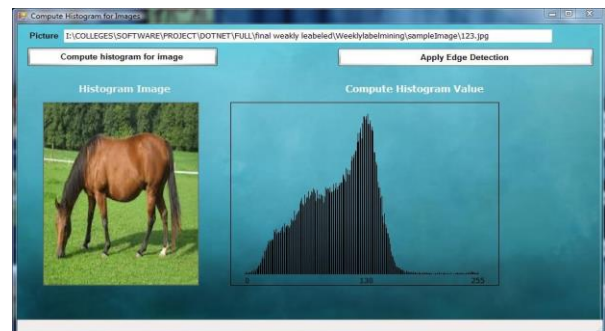 Compute Histogram for Images
Picture I:\COLLEGES\SOFTWARE\PROJECT\DOTNET\FULL\final weakly leabeled\Weeklylabelmining\sampleImage\123.jpg
Compute histogram for image Apply Edge Detection
Histogram Image Compute Histogram Value
0 130 255